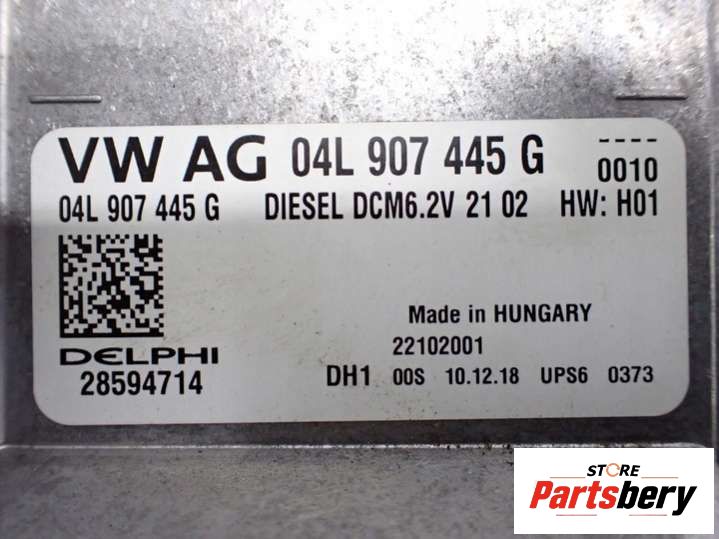 VW AG 04L 907 445 G ----
0010
04L 907 445 G DIESEL DCM6.2V 21 02 HW: H01
Made in HUNGARY
DELPHI 22102001
28594714 DH1 00S 10.12.18 UPS6 0373
STORE
Partsbery